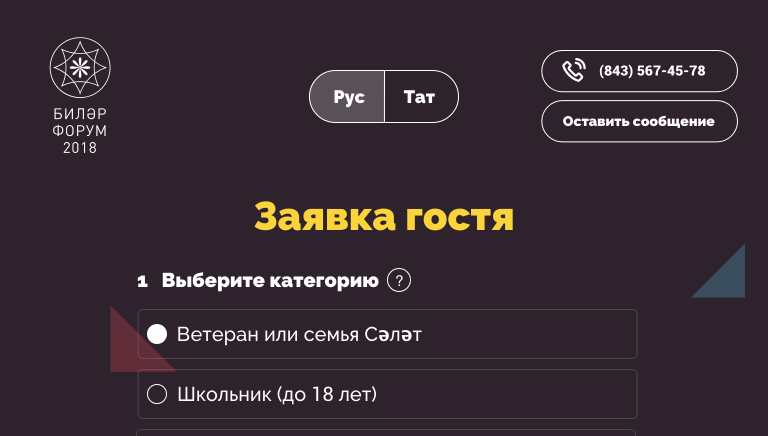 БИЛӘР
ФОРУМ
2018
Рус
Тат
(843) 567-45-78
Оставить сообщение
Заявка гостя
1 Выберите категорию ?
Ветеран или семья Сәләт
Школьник (до 18 лет)